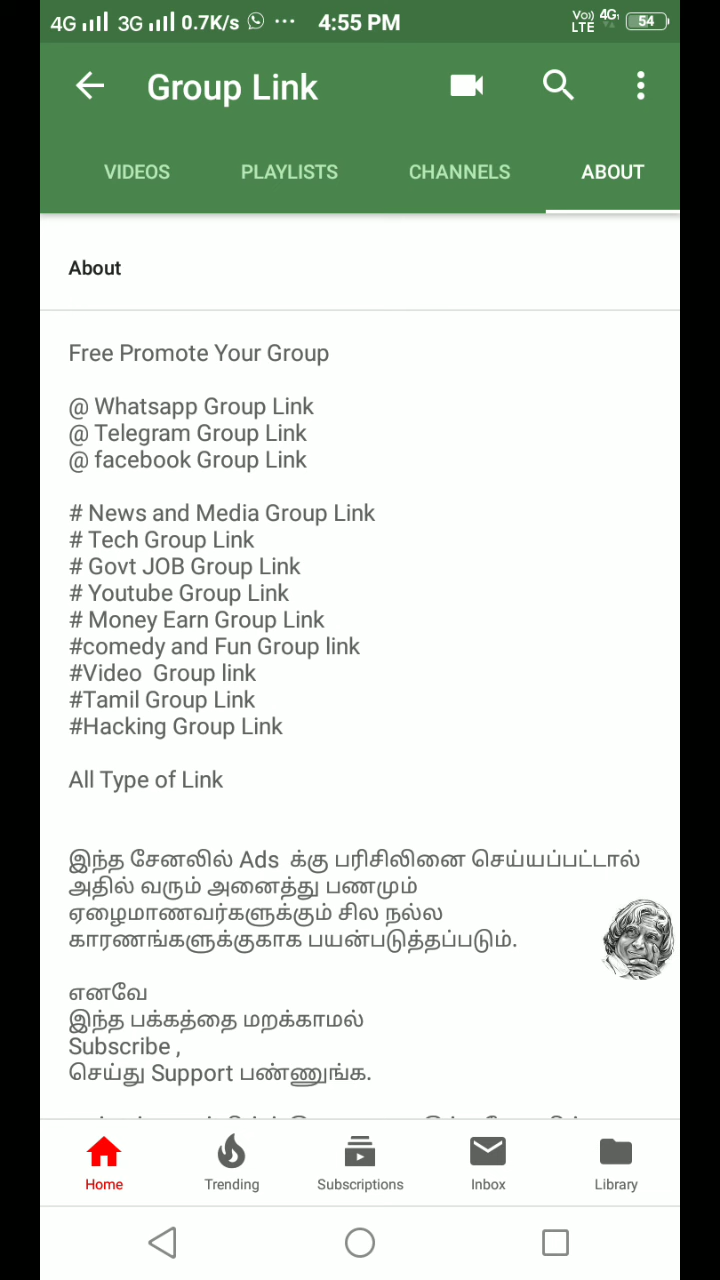 4G 3G 0.7K/s ... 4:55 PM VoLTE 4G 54
Group Link
VIDEOS PLAYLISTS CHANNELS ABOUT
About
Free Promote Your Group
@ Whatsapp Group Link
@ Telegram Group Link
@ facebook Group Link
# News and Media Group Link
# Tech Group Link
# Govt JOB Group Link
# Youtube Group Link
# Money Earn Group Link
#comedy and Fun Group link
#Video  Group link
#Tamil Group Link
#Hacking Group Link
All Type of Link
இந்த சேனலில் Ads  க்கு பரிசிலினை செய்யப்பட்டால்
அதில் வரும் அனைத்து பணமும்
ஏழைமாணவர்களுக்கும் சில நல்ல
காரணங்களுக்குகாக பயன்படுத்தப்படும்.
எனவே
இந்த பக்கத்தை மறக்காமல்
Subscribe ,
செய்து Support பண்ணுங்க.
Home Trending Subscriptions Inbox Library